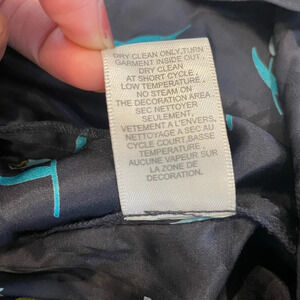 DRY CLEAN ONLY,TURN
GARMENT INSIDE OUT,
DRY CLEAN
AT SHORT CYCLE,
LOW TEMPERATURE,
NO STEAM ON
THE DECORATION AREA
SEC NETTOYER
SEULEMENT,
VETEMENT A L'ENVERS,
NETTOYAGE A SEC AU
CYCLE COURT,BASSE
TEMPERATURE,
AUCUNE VAPEUR SUR
LA ZONE DE
DECORATION.